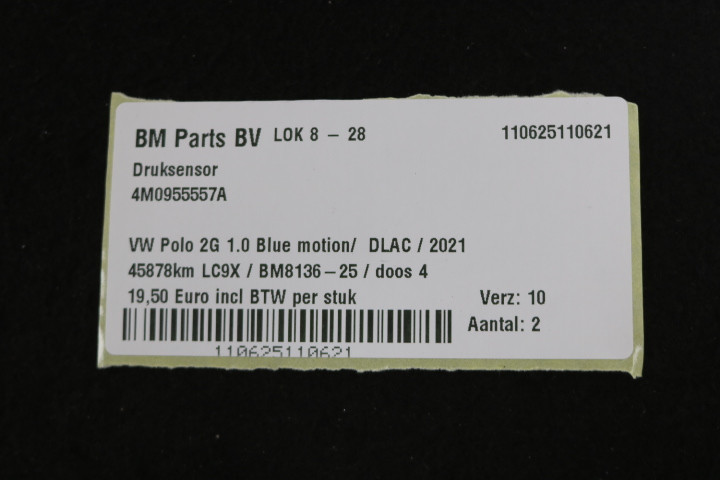 BM Parts BV LOK 8 - 28 110625110621
Druksensor
4M0955557A
VW Polo 2G 1.0 Blue motion/ DLAC / 2021
45878km LC9X / BM8136-25 / doos 4
19,50 Euro incl BTW per stuk Verz: 10
Aantal: 2
110625110621